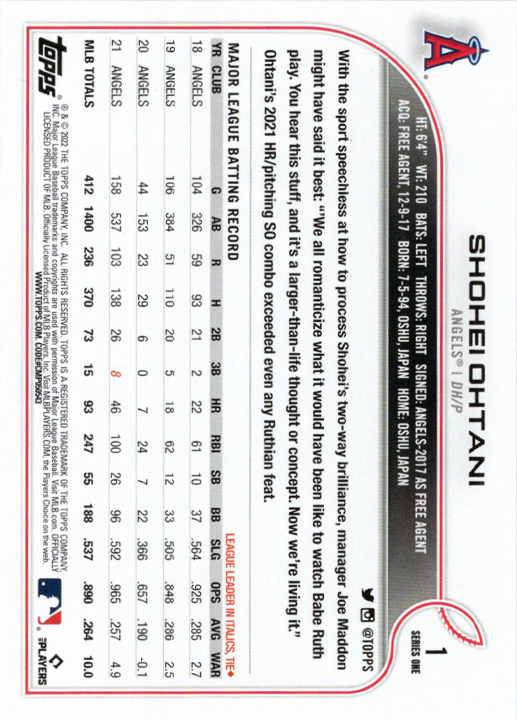 1
SERIES ONE
SHOHEI OHTANI
ANGELS® | DH/P
HT: 6'4" WT: 210 BATS: LEFT THROWS: RIGHT SIGNED: ANGELS-2017 AS FREE AGENT
ACQ: FREE AGENT, 12-9-17 BORN: 7-5-94, OSHU, JAPAN HOME: OSHU, JAPAN
@TOPPS
With the sport speechless at how to process Shohei's two-way brilliance, manager Joe Maddon
might have said it best: "We all romanticize what it would have been like to watch Babe Ruth
play. You hear this stuff, and it's a larger-than-life thought or concept. Now we're living it."
Ohtani's 2021 HR/pitching SO combo exceeded even any Ruthian feat.
MAJOR LEAGUE BATTING RECORD LEAGUE LEADER IN ITALICS, TIE♦
YR CLUB G AB R H 2B 3B HR RBI SB BB SLG OPS AVG WAR
18 ANGELS 104 326 59 93 21 2 22 61 10 37 .564 .925 .285 2.7
19 ANGELS 106 384 51 110 20 5 18 62 12 33 .505 .848 .286 2.5
20 ANGELS 44 153 23 29 6 0 7 24 7 22 .366 .657 .190 -0.1
21 ANGELS 158 537 103 138 26 8 46 100 26 96 .592 .965 .257 4.9
MLB TOTALS 412 1400 236 370 73 15 93 247 55 188 .537 .890 .264 10.0
topps®
® & © 2022 THE TOPPS COMPANY, INC. ALL RIGHTS RESERVED. TOPPS IS A REGISTERED TRADEMARK OF THE TOPPS COMPANY,
INC. Major League Baseball trademarks and copyrights are used with permission of Major League Baseball. Visit MLB.com. OFFICIALLY
LICENSED PRODUCT OF MLB Players, Inc. Visit MLBPLAYERS.COM, the Players Choice on the web.
WWW.TOPPS.COM. CODE#CMP056543
MLB PLAYERS